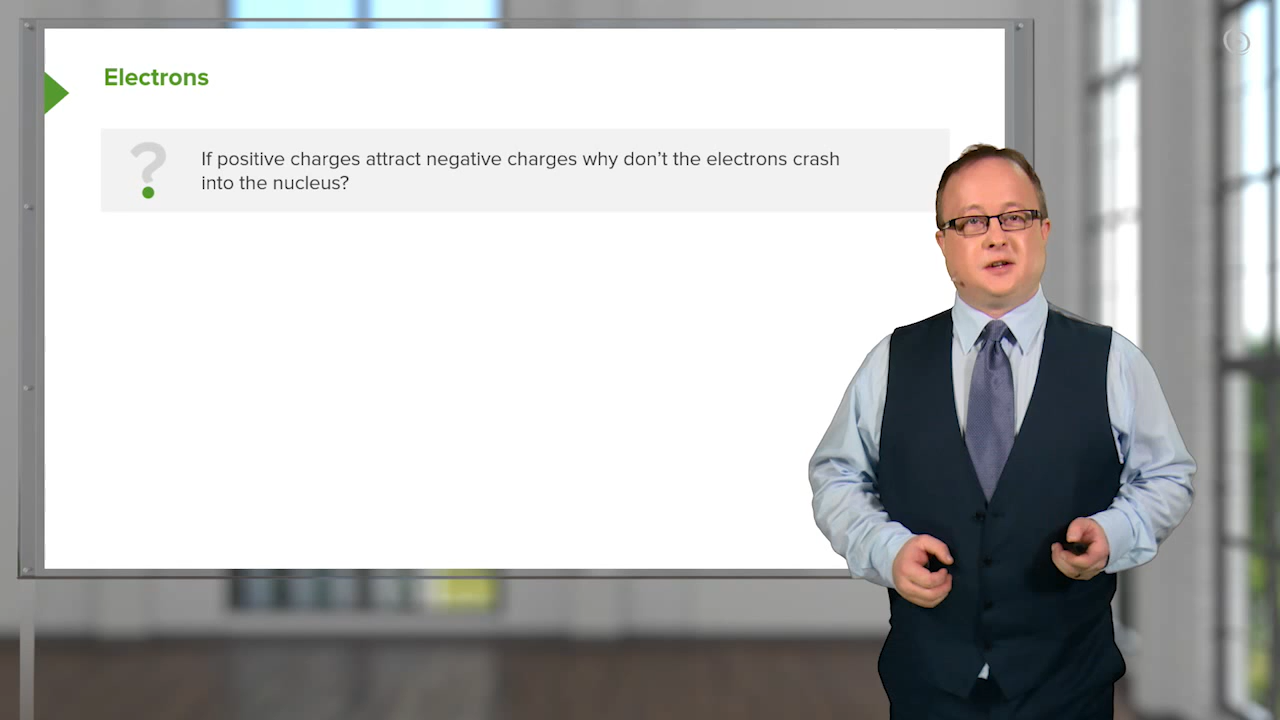 Electrons
If positive charges attract negative charges why don't the electrons crash
into the nucleus?